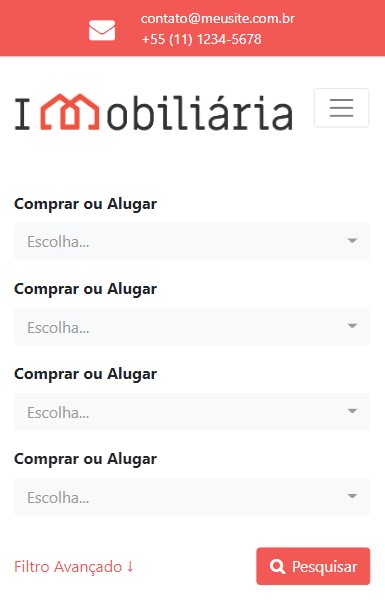 contato@meusite.com.br
+55 (11) 1234-5678
Imobiliária
Comprar ou Alugar
Escolha...
Comprar ou Alugar
Escolha...
Comprar ou Alugar
Escolha...
Comprar ou Alugar
Escolha...
Filtro Avançado ↓
Pesquisar